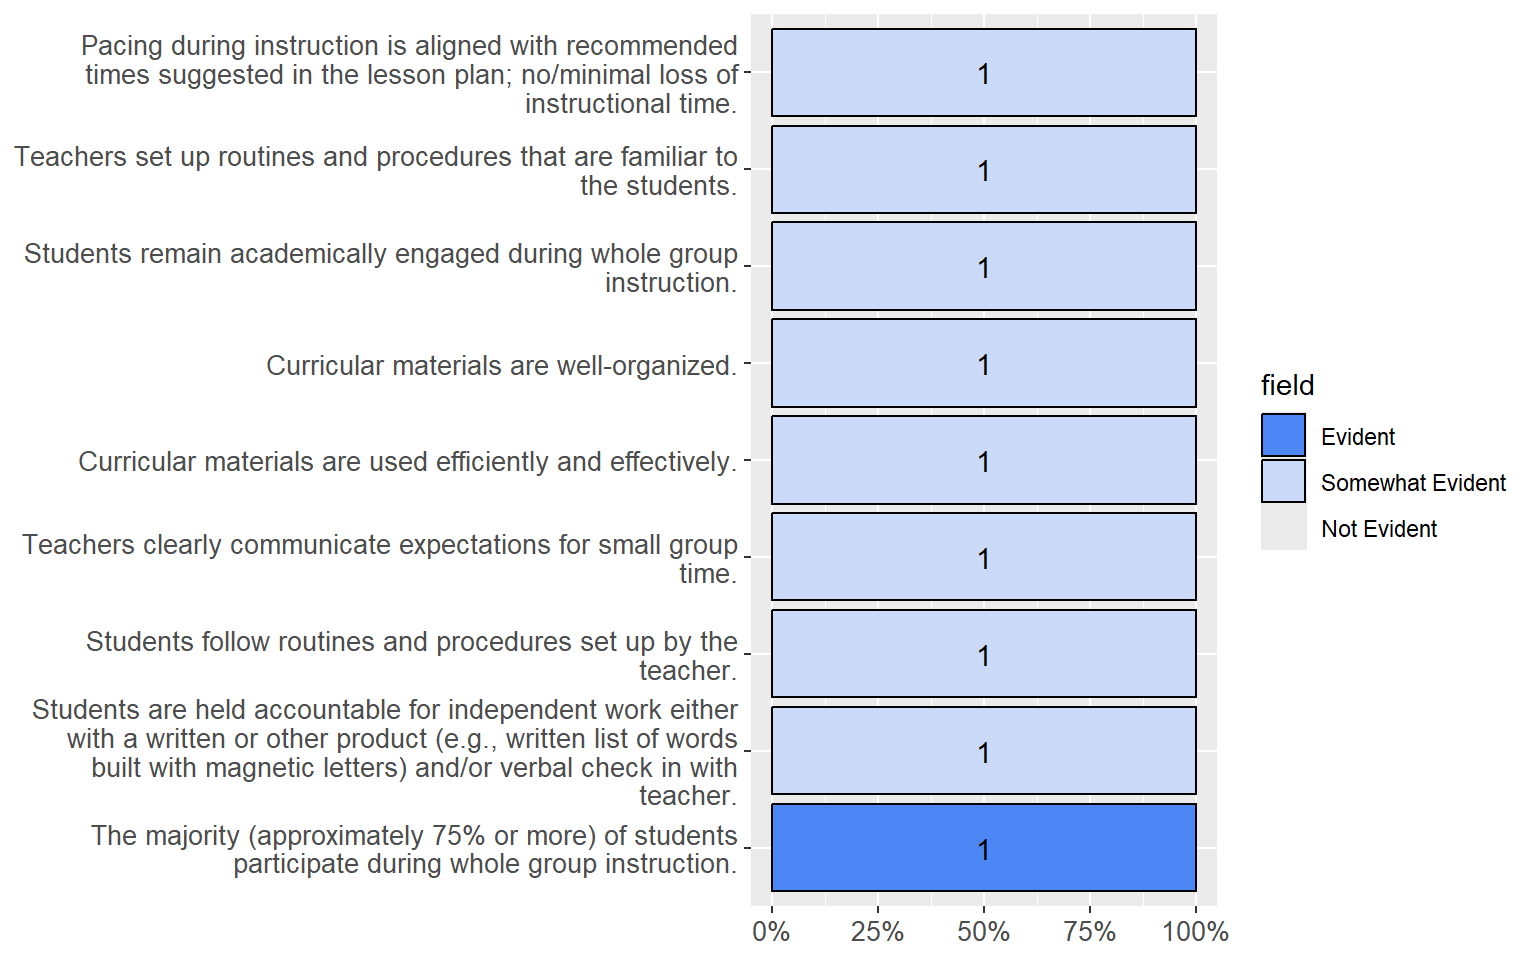 Pacing during instruction is aligned with recommended
times suggested in the lesson plan; no/minimal loss of
instructional time.
1
Teachers set up routines and procedures that are familiar to
the students.
1
Students remain academically engaged during whole group
instruction.
1
Curricular materials are well-organized.
1
Curricular materials are used efficiently and effectively.
1
Teachers clearly communicate expectations for small group
time.
1
Students follow routines and procedures set up by the
teacher.
1
Students are held accountable for independent work either
with a written or other product (e.g., written list of words
built with magnetic letters) and/or verbal check in with
teacher.
1
The majority (approximately 75% or more) of students
participate during whole group instruction.
1
0% 25% 50% 75% 100%
field
Evident
Somewhat Evident
Not Evident